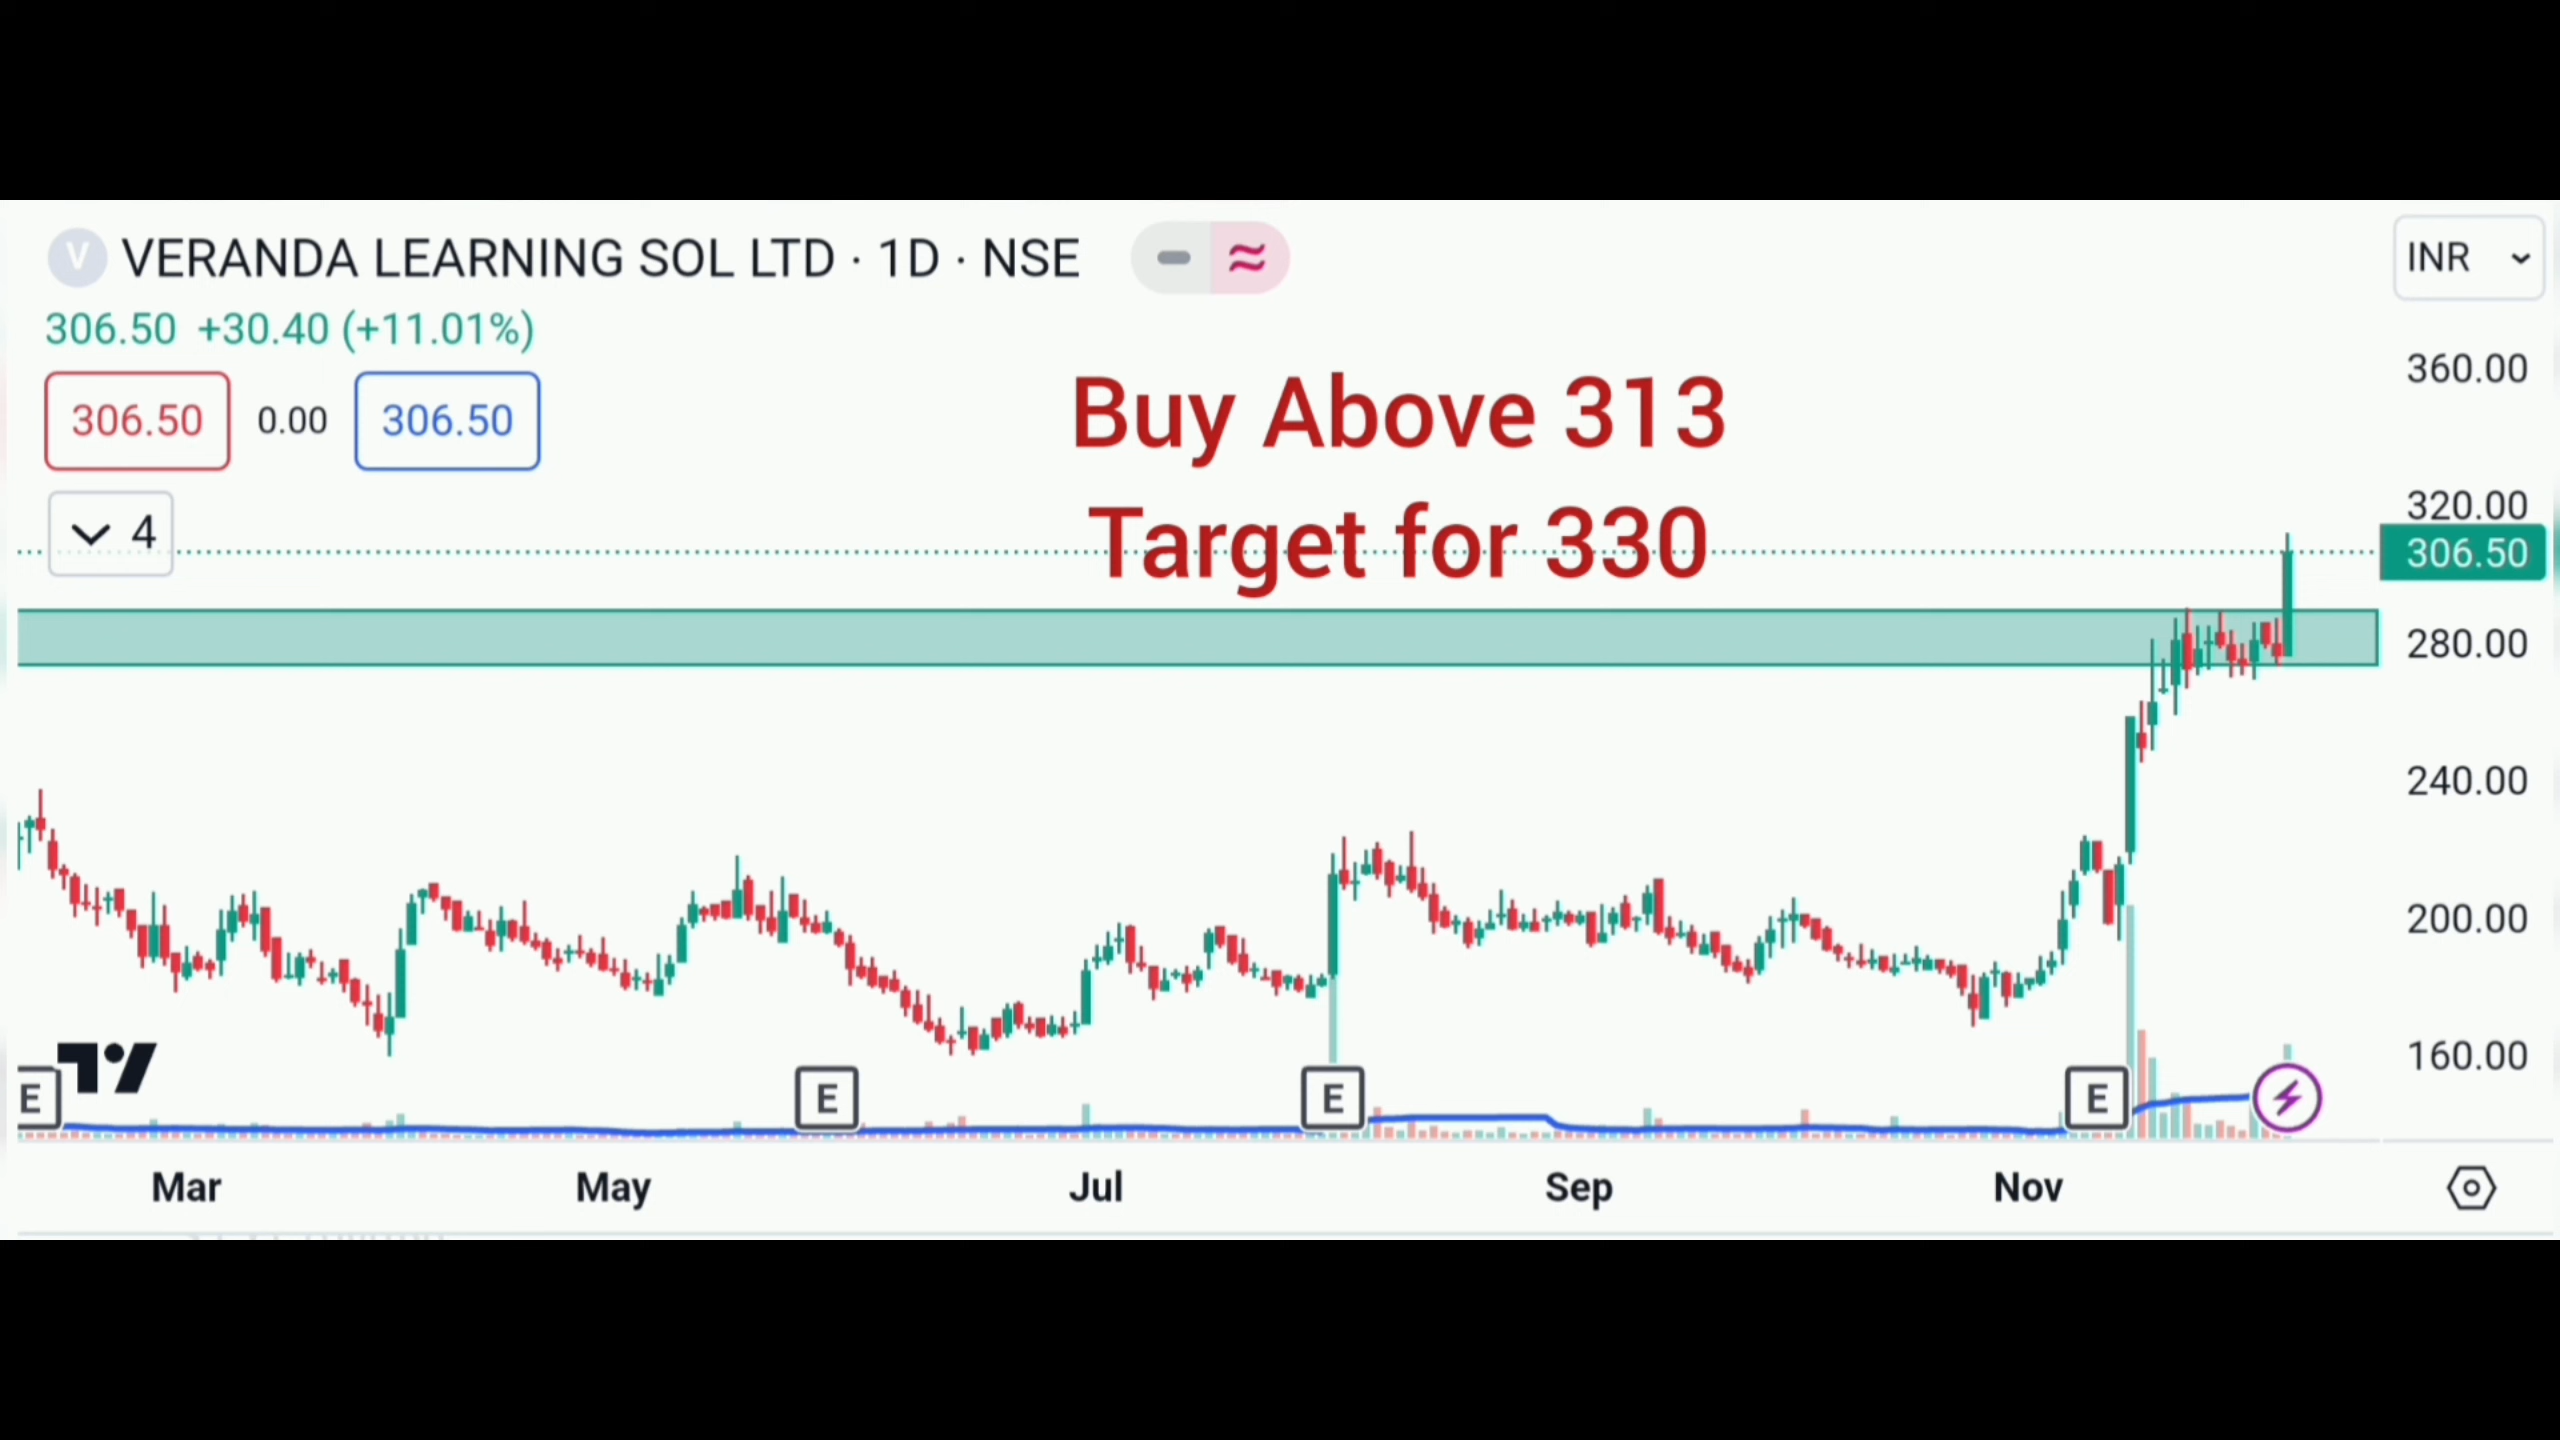 V VERANDA LEARNING SOL LTD · 1D · NSE
INR
306.50 +30.40 (+11.01%)
306.50 0.00 306.50
4
Buy Above 313
Target for 330
360.00
320.00
306.50
280.00
240.00
200.00
160.00
E E E E
Mar May Jul Sep Nov